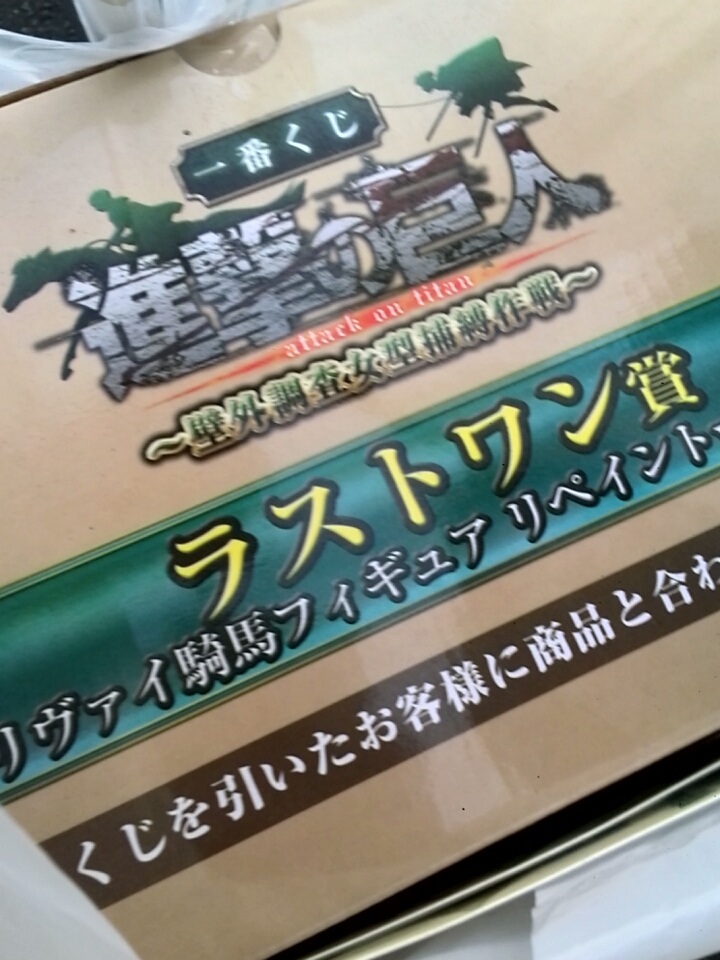 一番くじ
進撃の巨人
attack on titan
〜壁外調査女型捕縛作戦〜
ラストワン賞
リヴァイ騎馬フィギュア リペイント
くじを引いたお客様に商品と合わ